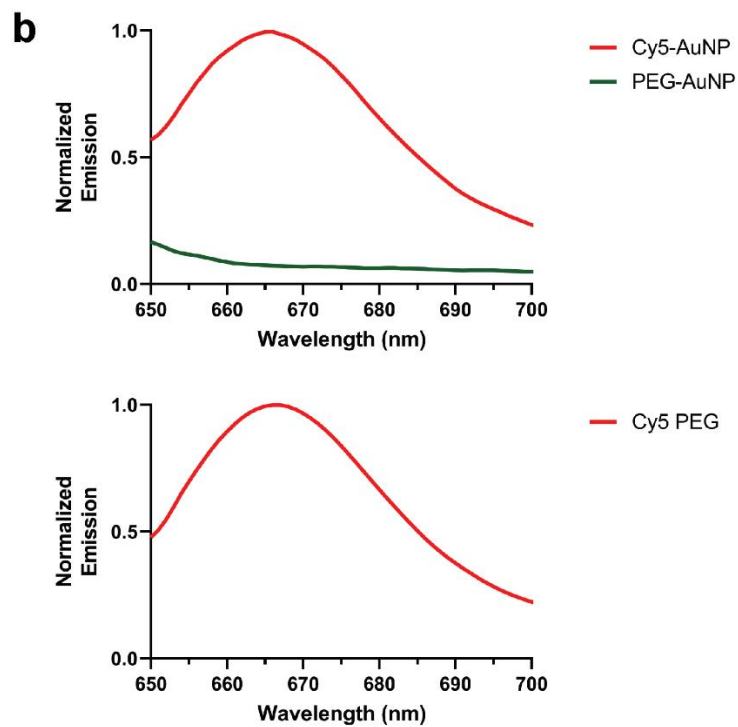 b
Normalized
Emission
1.0
0.5
0.0
650 660 670 680 690 700
Wavelength (nm)
Cy5-AuNP
PEG-AuNP
Normalized
Emission
1.0
0.5
0.0
650 660 670 680 690 700
Wavelength (nm)
Cy5 PEG